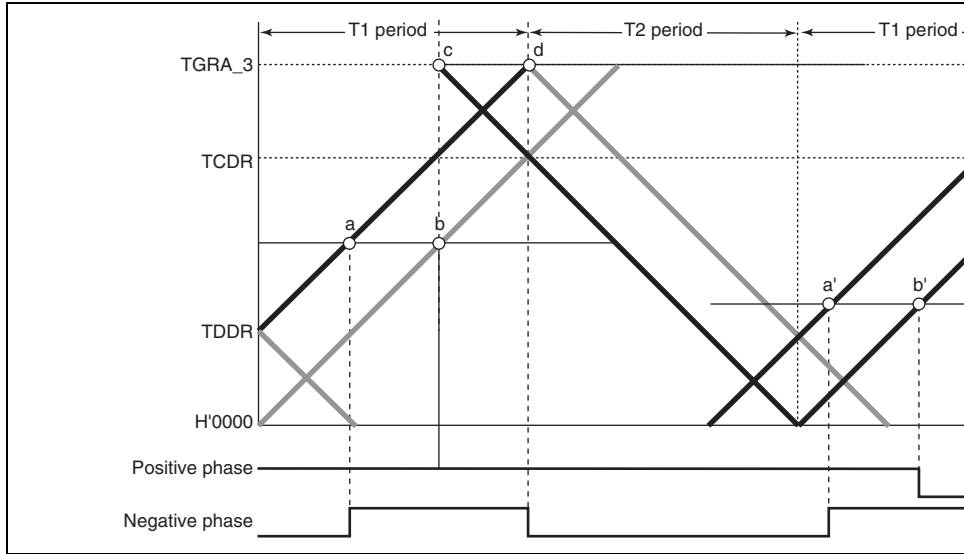 T1 period T2 period T1 period
c d
TGRA_3
TCDR
a b
a' b'
TDDR
H'0000
Positive phase
Negative phase